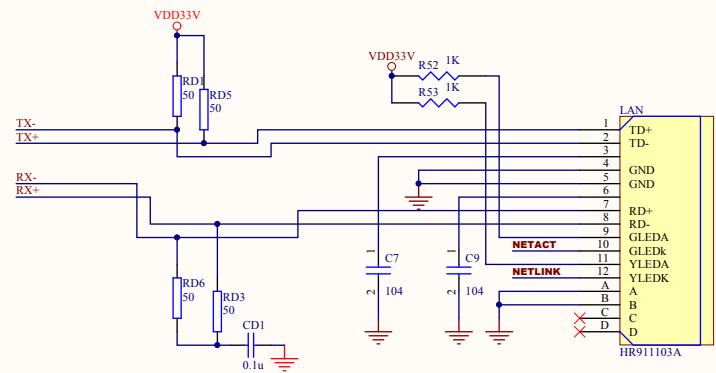 VDD33V
VDD33V
R52 1K
R53 1K
RD1
50
RD5
50
LAN
TX-
TX+
1 TD+
2 TD-
3
4 GND
5 GND
6
RX-
RX+
7 RD+
8 RD-
9 GLEDA
NETACT 10 GLEDk
11 YLEDA
NETLINK 12 YLEDK
A A
B B
C C
D D
1
C7
2 104
1
C9
2 104
RD6
50
RD3
50
CD1
0.1u
HR911103A